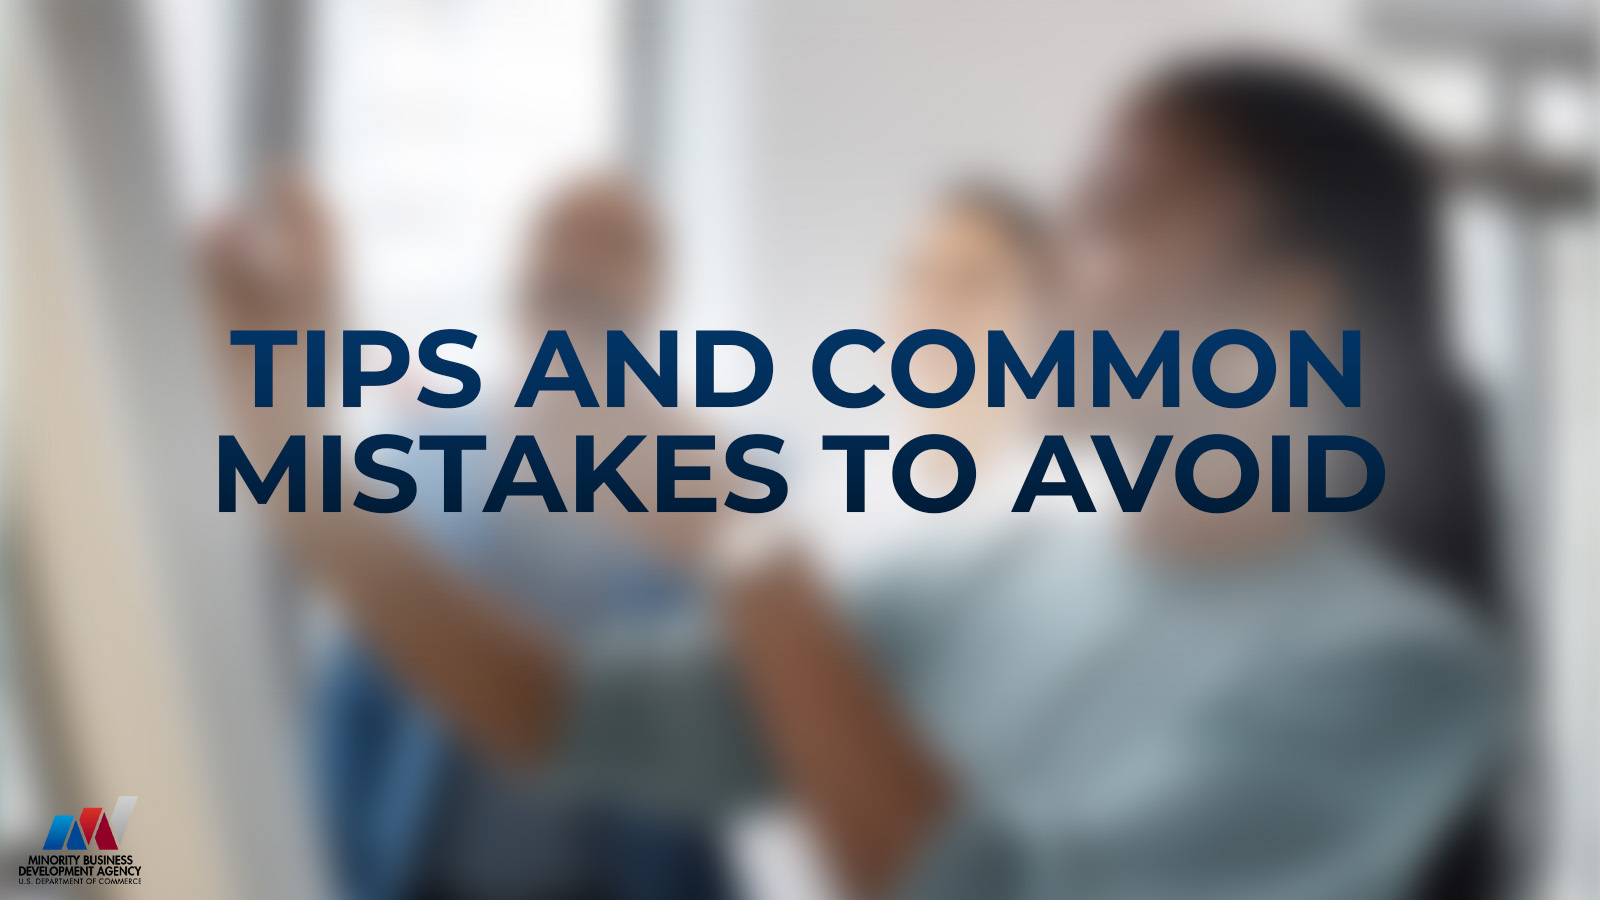 TIPS AND COMMON
MISTAKES TO AVOID
MINORITY BUSINESS
DEVELOPMENT AGENCY
U.S. DEPARTMENT OF COMMERCE